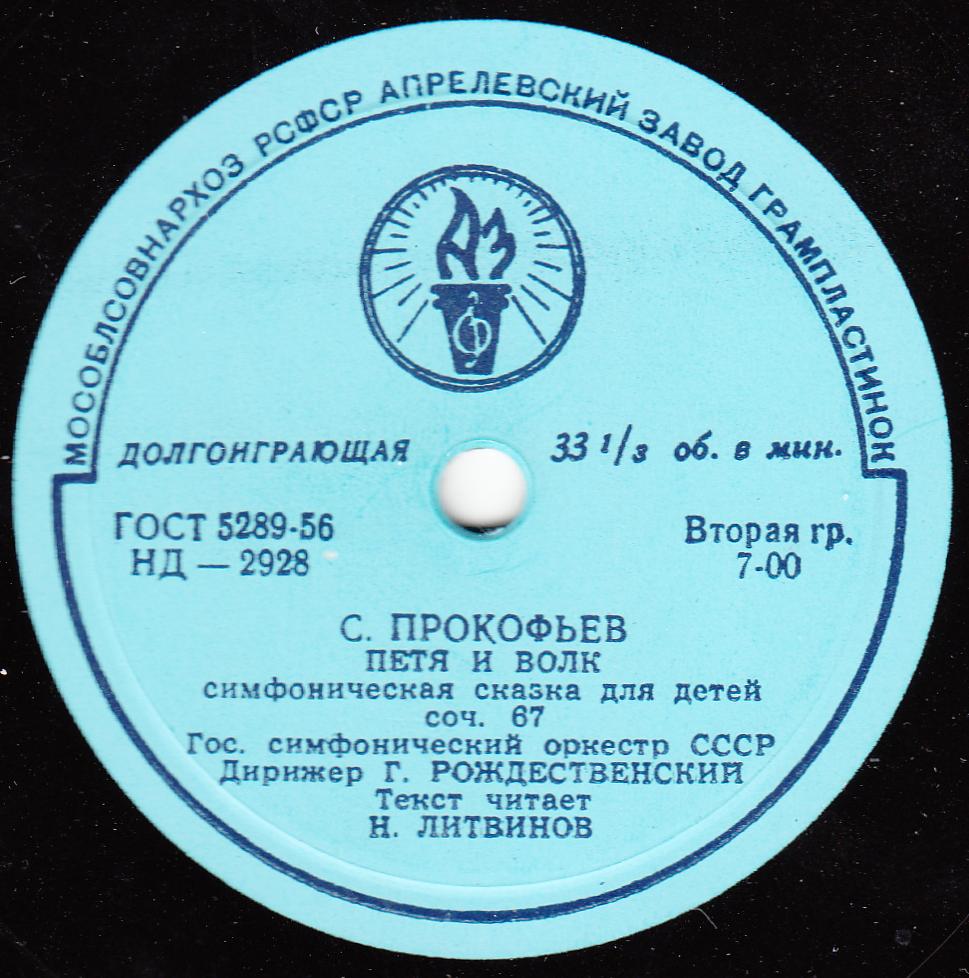 МОСОБЛСОВНАРХОЗ РСФСР АПРЕЛЕВСКИЙ ЗАВОД ГРАМПЛАСТИНОК
АЗ
ДОЛГОИГРАЮЩАЯ
33 1/3 об. в мин.
ГОСТ 5289-56
НД — 2928
Вторая гр.
7-00
С. ПРОКОФЬЕВ
ПЕТЯ И ВОЛК
симфоническая сказка для детей
соч. 67
Гос. симфонический оркестр СССР
Дирижер Г. РОЖДЕСТВЕНСКИЙ
Текст читает
Н. ЛИТВИНОВ